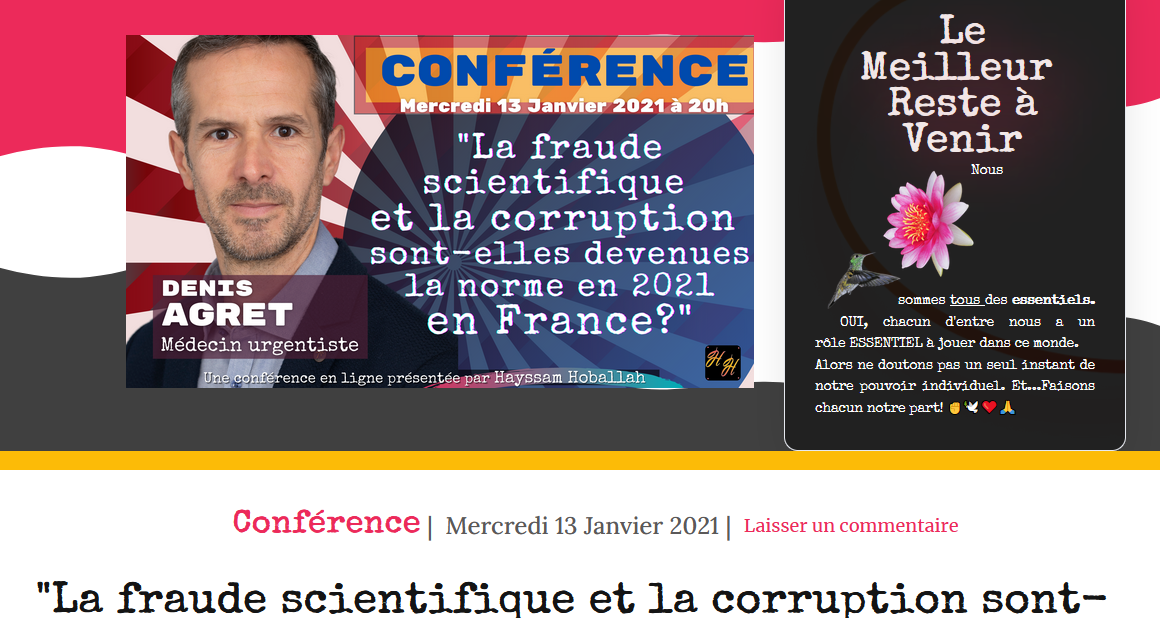 CONFÉRENCE
Mercredi 13 Janvier 2021 à 20h
"La fraude
scientifique
et la corruption
sont-elles devenues
la norme en 2021
en France?"
DENIS
AGRET
Médecin urgentiste
Une conférence en ligne présentée par Hayssam Hoballah
HH
Le
Meilleur
Reste à
Venir
Nous
sommes tous des essentiels.
OUI, chacun d'entre nous a un
rôle ESSENTIEL à jouer dans ce monde.
Alors ne doutons pas un seul instant de
notre pouvoir individuel. Et...Faisons
chacun notre part! ✊🕊❤️🙏
Conférence | Mercredi 13 Janvier 2021 | Laisser un commentaire
"La fraude scientifique et la corruption sont-